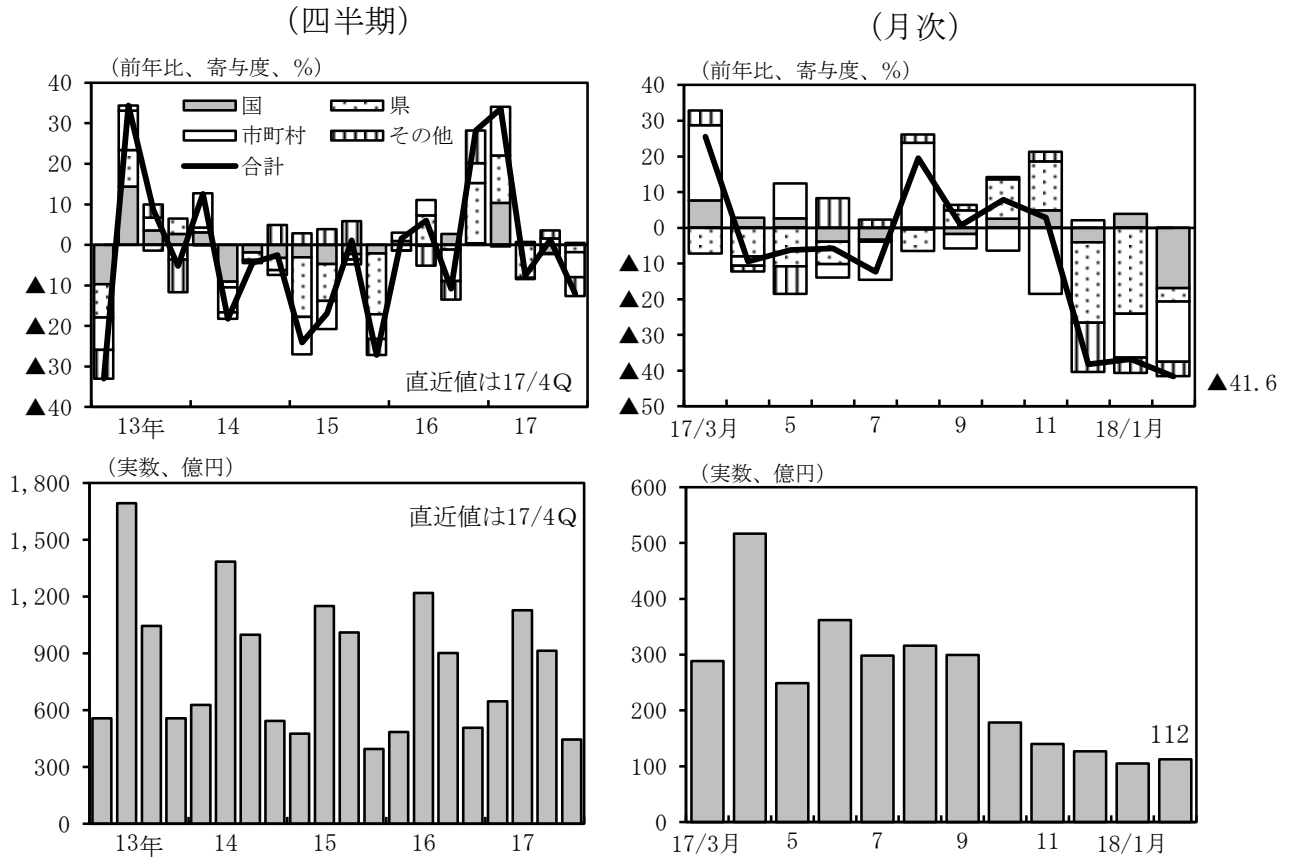 （四半期）
（前年比、寄与度、%）
40
30
20
10
0
▲ 10
▲ 20
▲ 30
▲ 40
国
県
市町村
その他
合計
直近値は17/4Q
13年 14 15 16 17
（月次）
（前年比、寄与度、%）
40
30
20
10
0
▲ 10
▲ 20
▲ 30
▲ 40
▲ 50
▲41.6
17/3月 5 7 9 11 18/1月
（実数、億円）
1,800
1,500
1,200
900
600
300
0
直近値は17/4Q
13年 14 15 16 17
（実数、億円）
600
500
400
300
200
100
0
112
17/3月 5 7 9 11 18/1月